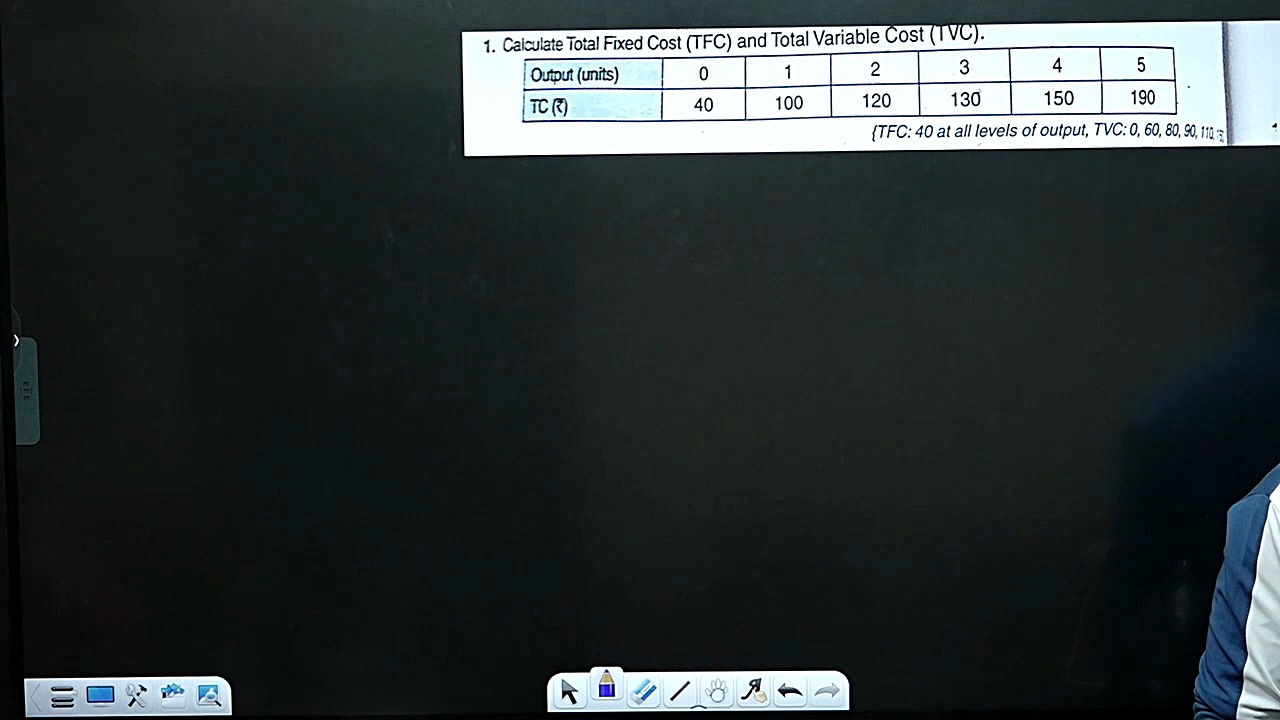 1. Calculate Total Fixed Cost (TFC) and Total Variable Cost (TVC).
Output (units) 0 1 2 3 4 5
TC (₹) 40 100 120 130 150 190
{TFC: 40 at all levels of output, TVC: 0, 60, 80, 90, 110,